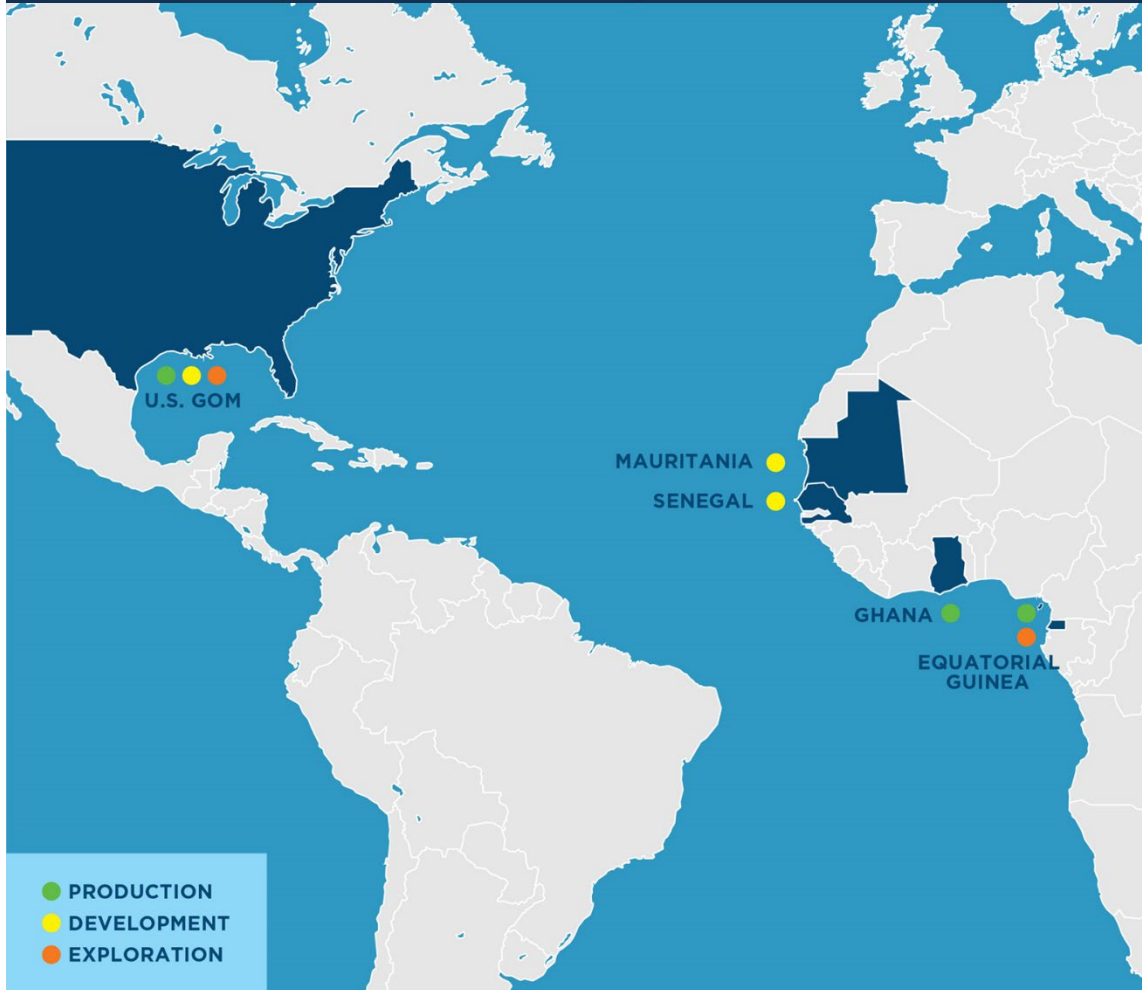 U.S. GOM
MAURITANIA
SENEGAL
GHANA
EQUATORIAL
GUINEA
PRODUCTION
DEVELOPMENT
EXPLORATION